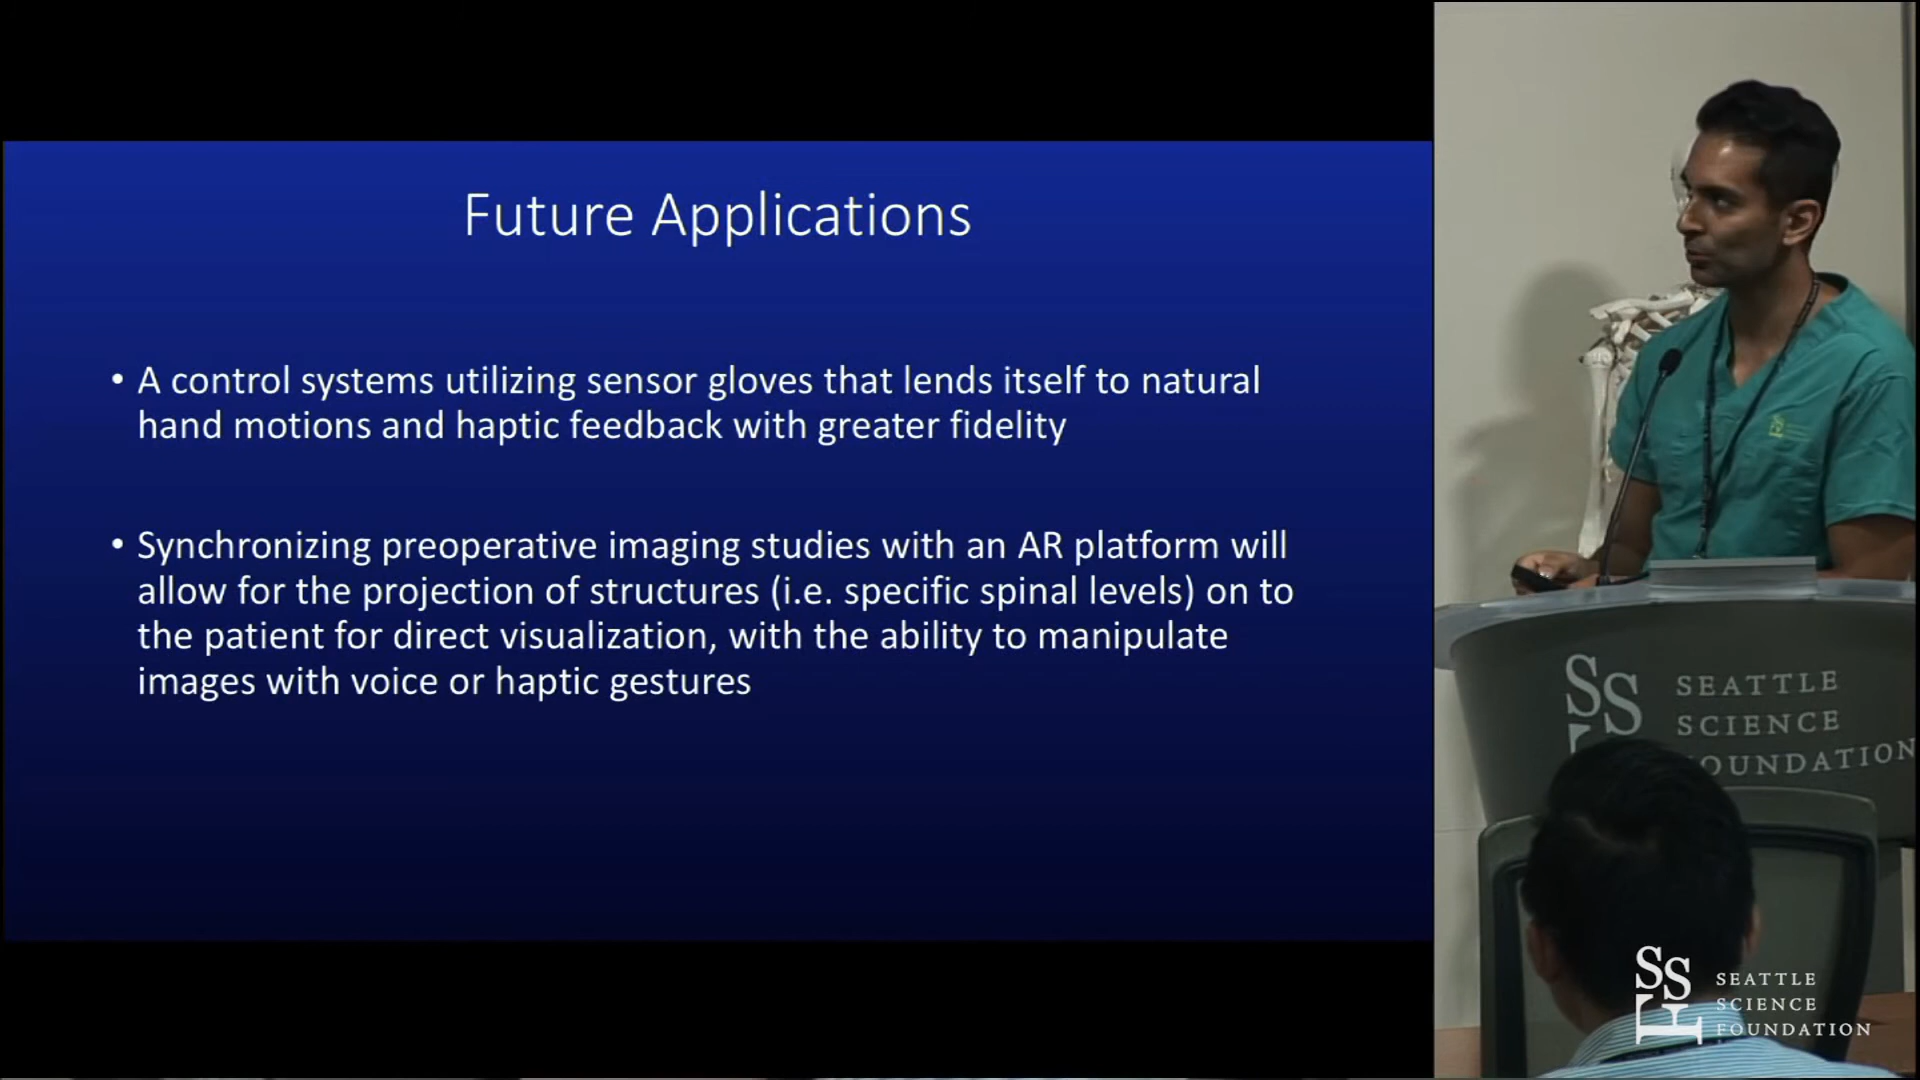 Future Applications
• A control systems utilizing sensor gloves that lends itself to natural
hand motions and haptic feedback with greater fidelity
• Synchronizing preoperative imaging studies with an AR platform will
allow for the projection of structures (i.e. specific spinal levels) on to
the patient for direct visualization, with the ability to manipulate
images with voice or haptic gestures
SS
SEATTLE
SCIENCE
FOUNDATION
SSF
SEATTLE
SCIENCE
FOUNDATION